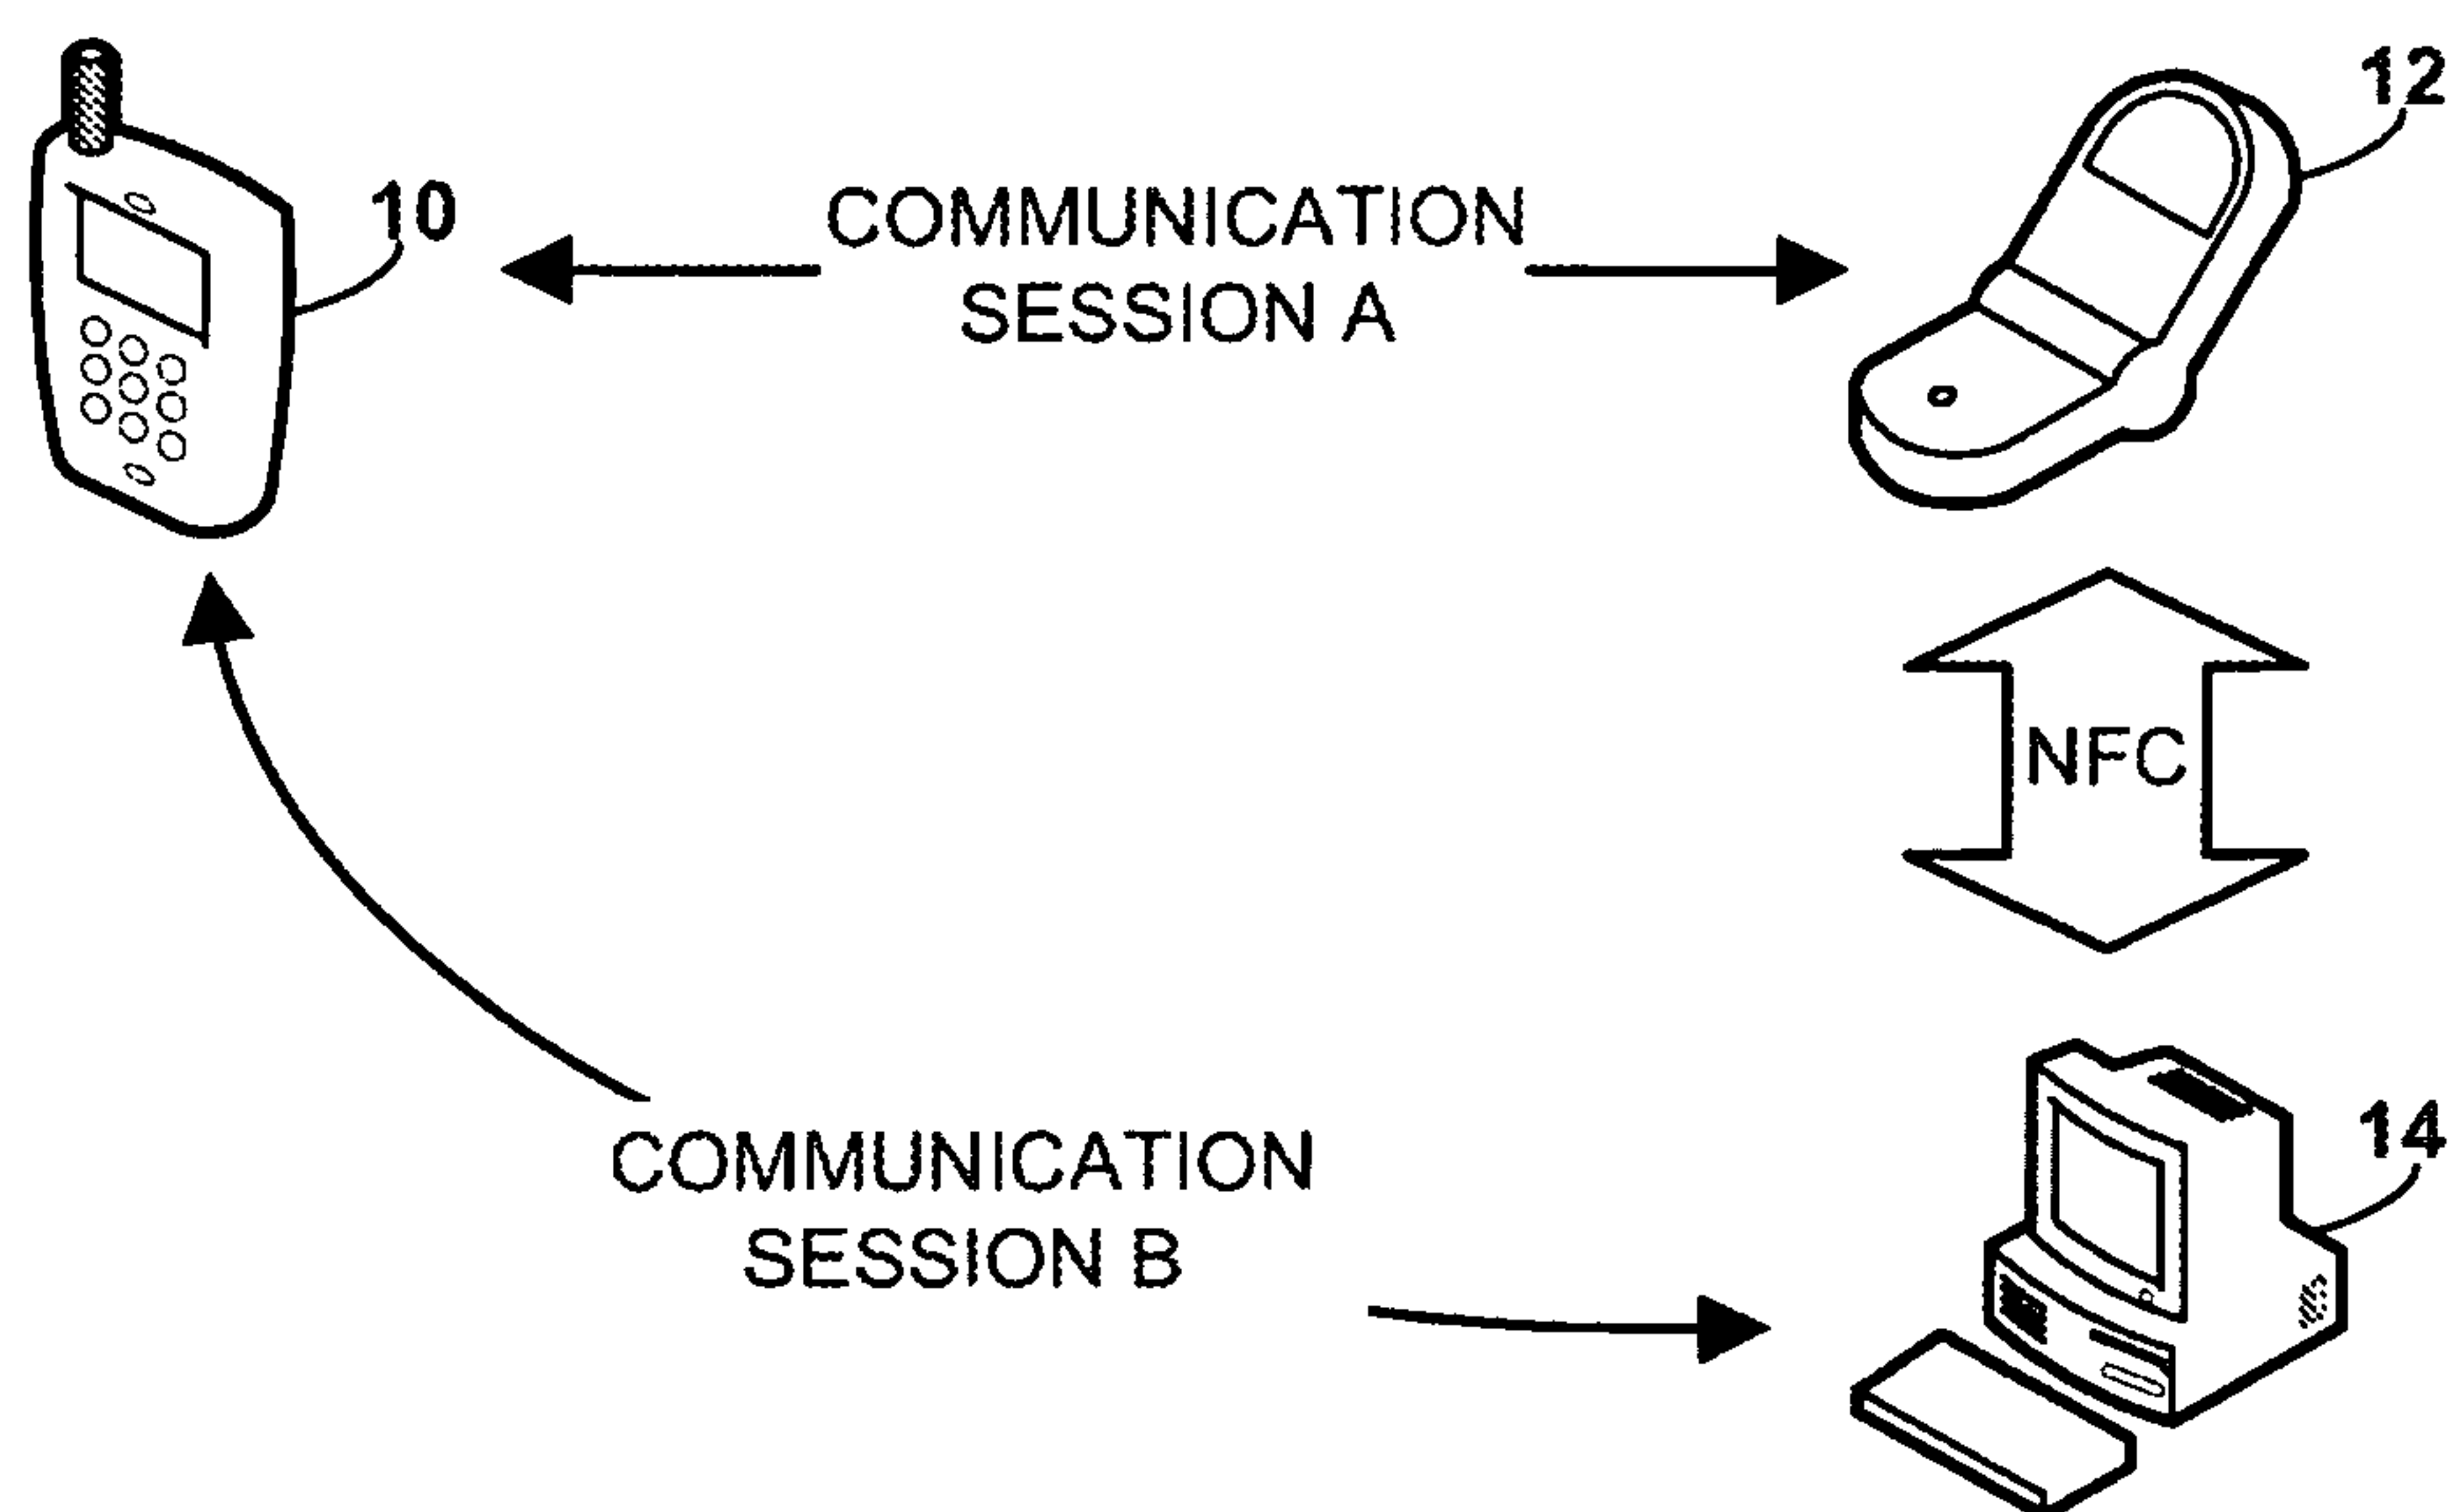 12
10
COMMUNICATION
SESSION A
NFC
14
COMMUNICATION
SESSION B